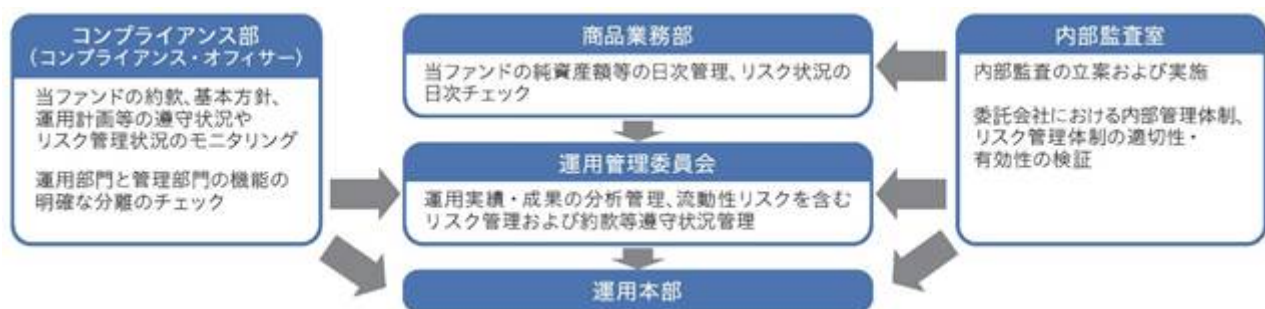 コンプライアンス部
（コンプライアンス・オフィサー）
当ファンドの約款、基本方針、
運用計画等の遵守状況や
リスク管理状況のモニタリング
運用部門と管理部門の機能の
明確な分離のチェック
商品業務部
当ファンドの純資産額等の日次管理、リスク状況の
日次チェック
運用管理委員会
運用実績・成果の分析管理、流動性リスクを含む
リスク管理および約款等遵守状況管理
運用本部
内部監査室
内部監査の立案および実施
委託会社における内部管理体制、
リスク管理体制の適切性・
有効性の検証